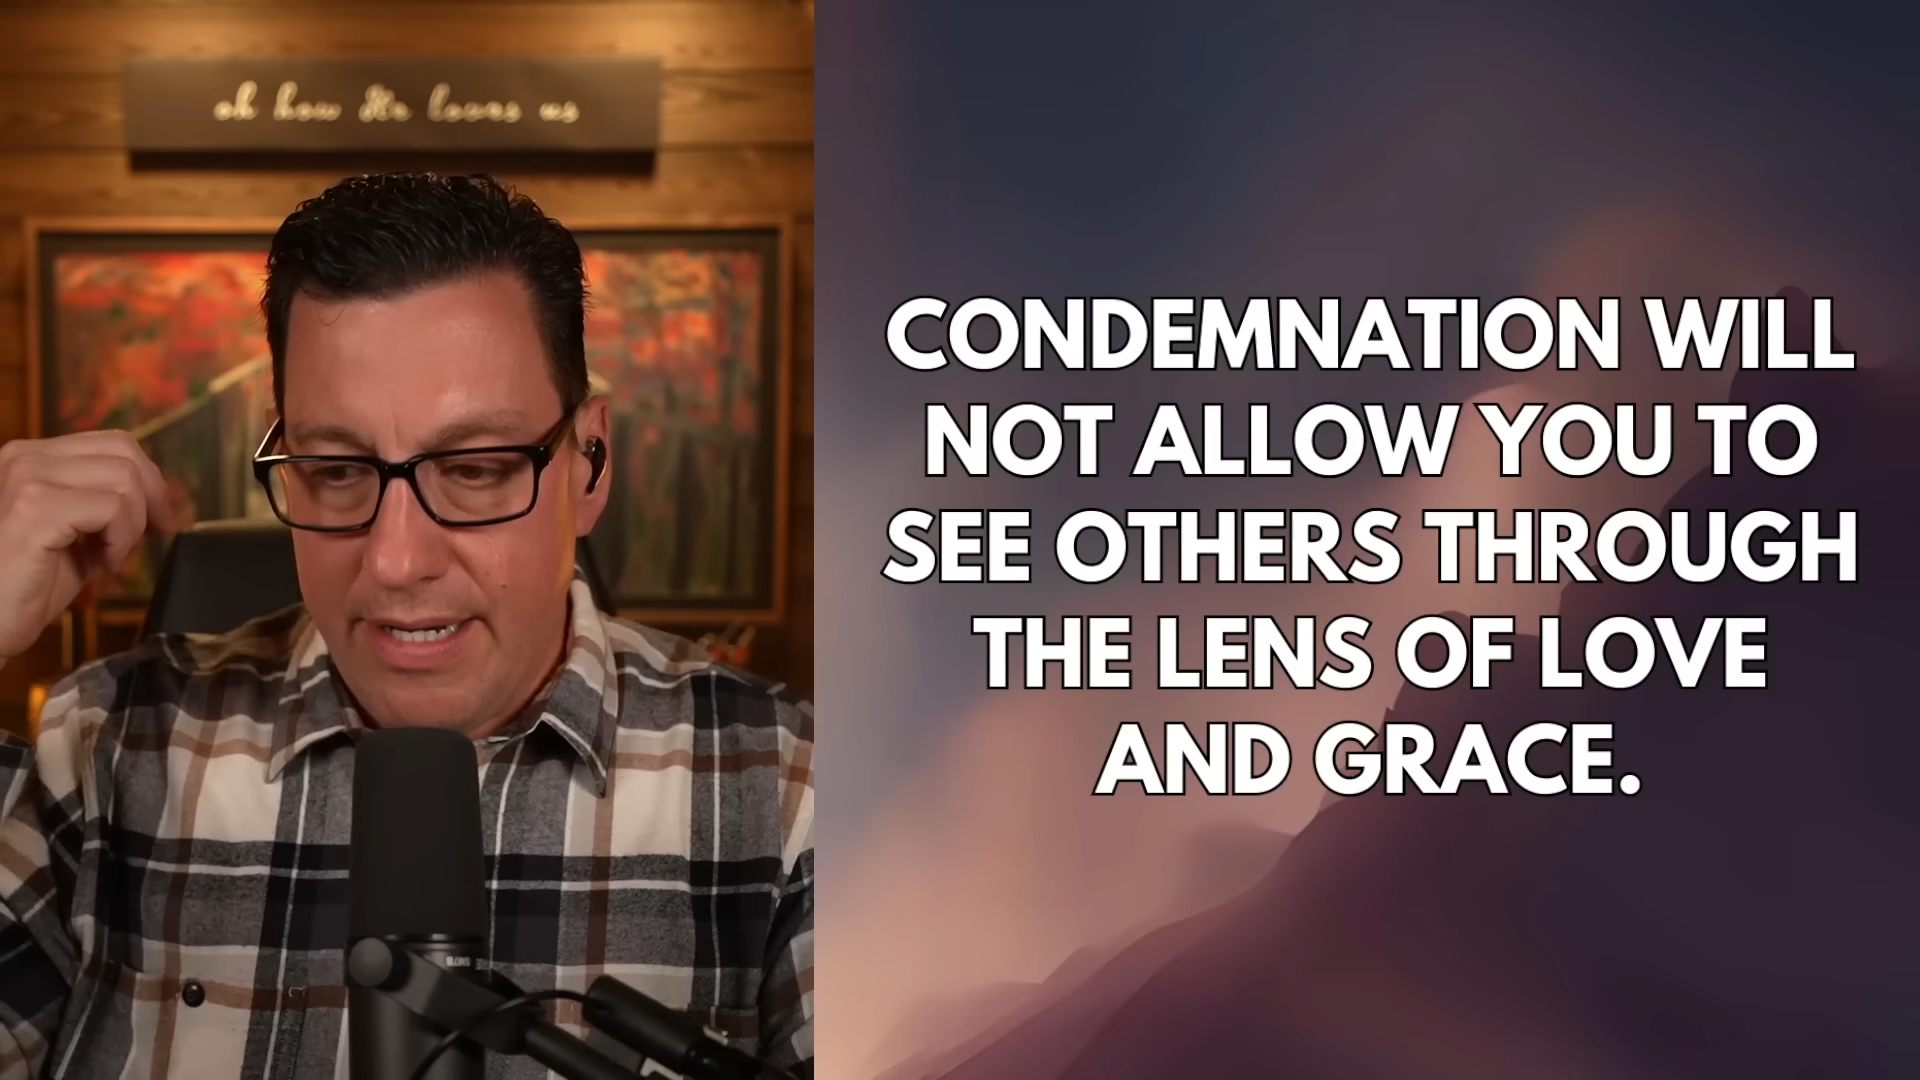 oh how He loves us
CONDEMNATION WILL
NOT ALLOW YOU TO
SEE OTHERS THROUGH
THE LENS OF LOVE
AND GRACE.